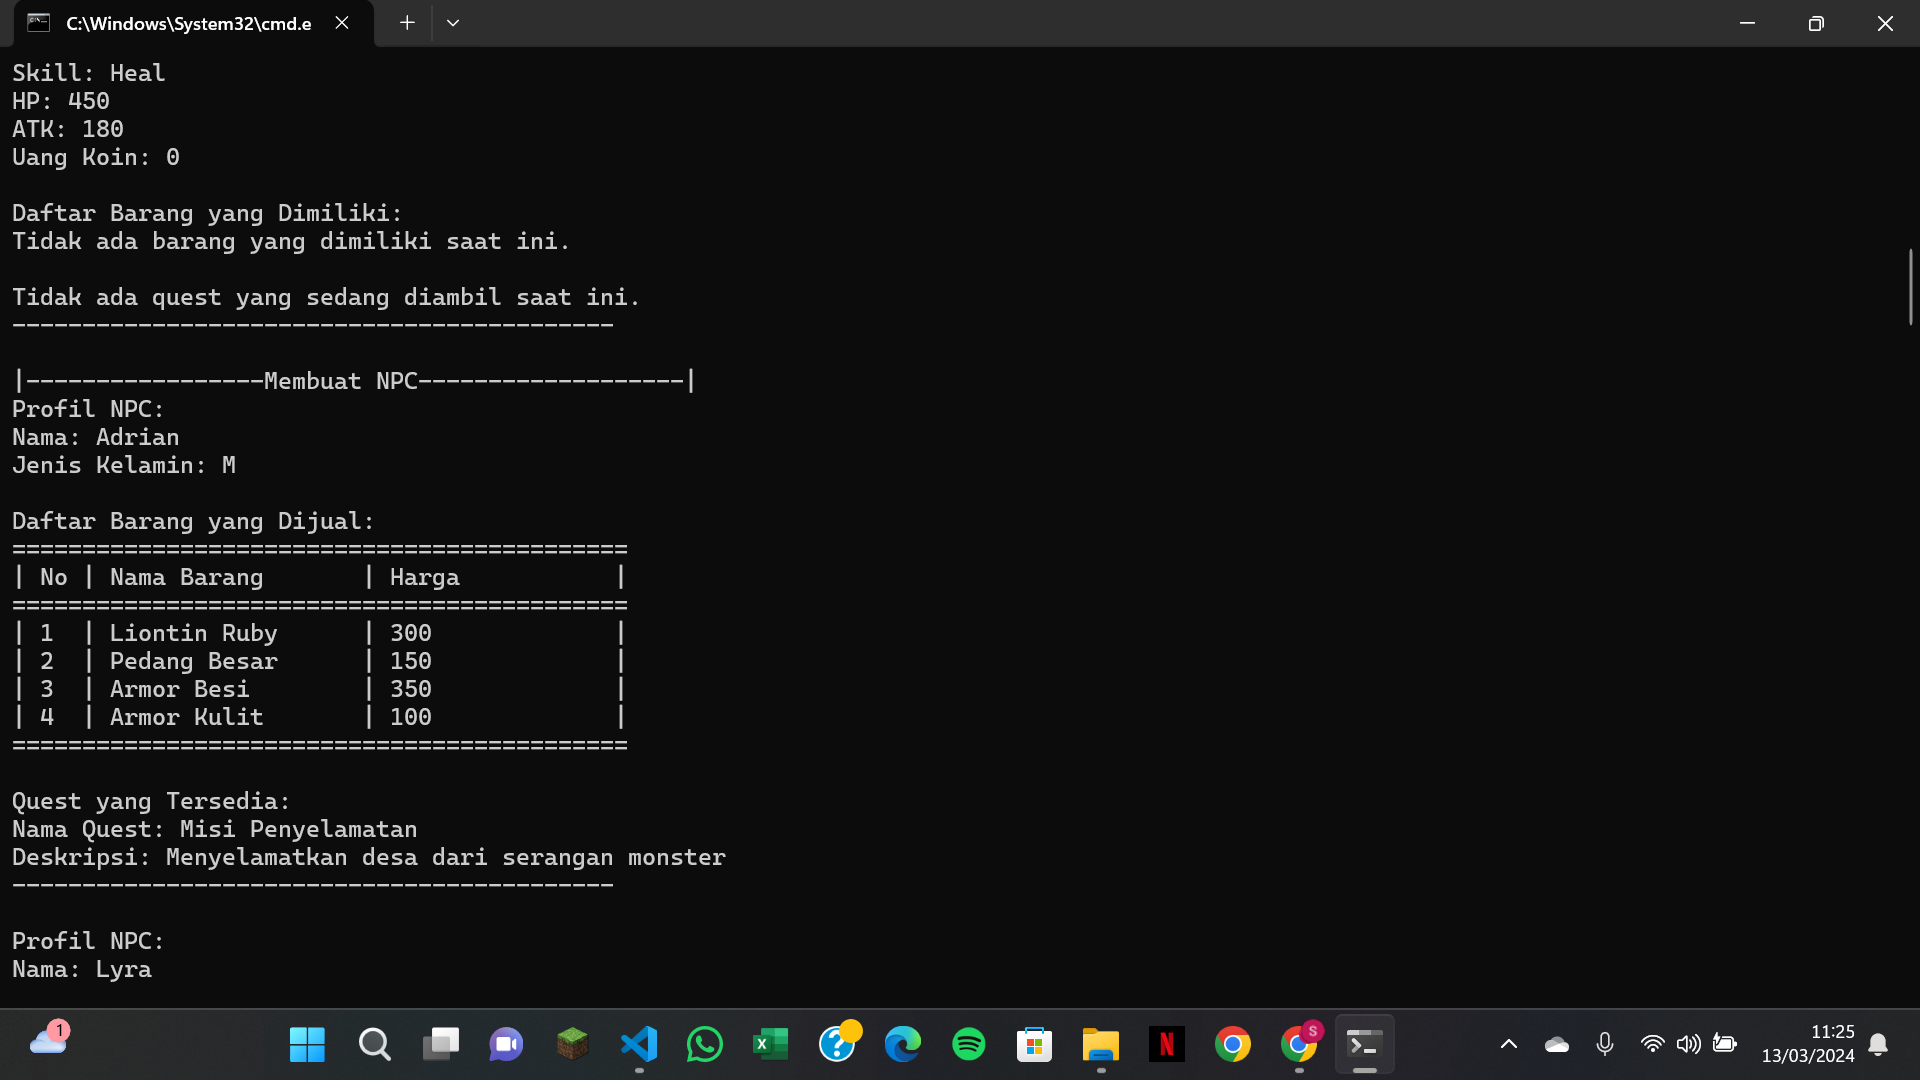 C:\Windows\System32\cmd.e
Skill: Heal
HP: 450
ATK: 180
Uang Koin: 0
Daftar Barang yang Dimiliki:
Tidak ada barang yang dimiliki saat ini.
Tidak ada quest yang sedang diambil saat ini.
-------------------------------------------
|-----------------Membuat NPC-------------------|
Profil NPC:
Nama: Adrian
Jenis Kelamin: M
Daftar Barang yang Dijual:
============================================
| No | Nama Barang       | Harga           |
============================================
| 1  | Liontin Ruby      | 300             |
| 2  | Pedang Besar      | 150             |
| 3  | Armor Besi        | 350             |
| 4  | Armor Kulit       | 100             |
============================================
Quest yang Tersedia:
Nama Quest: Misi Penyelamatan
Deskripsi: Menyelamatkan desa dari serangan monster
-------------------------------------------
Profil NPC:
Nama: Lyra
1
S
11:25
13/03/2024